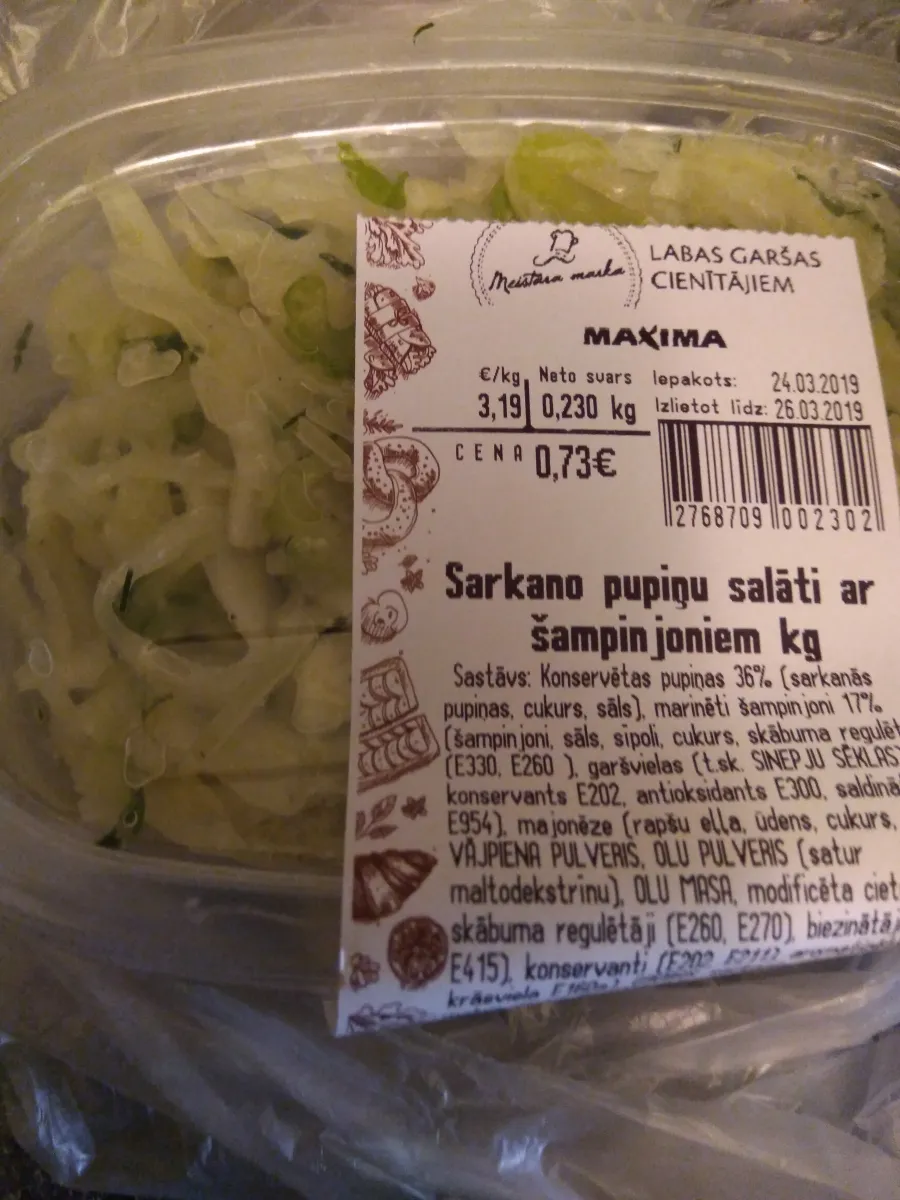 Meistara marka
LABAS GARŠAS
CIENĪTĀJIEM
MAXIMA
€/kg Neto svars
3,19 0,230 kg
Iepakots: 24.03.2019
Izlietot līdz: 26.03.2019
CENA 0,73€
2768709 002302
Sarkano pupiņu salāti ar
šampinjoniem kg
Sastāvs: Konservētas pupiņas 36% (sarkanās
pupiņas, cukurs, sāls), marinēti šampinjoni 17%
(šampinjoni, sāls, sīpoli, cukurs, skābuma regulēt
(E330, E260 ), garšvielas (t.sk. SINEPJU SĒKLAS
konservants E202, antioksidants E300, saldinā
E954), majonēze (rapšu eļļa, ūdens, cukurs,
VĀJPIENA PULVERIS, OLU PULVERIS (satur
maltodekstrīnu), OLU MASA, modificēta ciet
skābuma regulētāji (E260, E270) biezinātāj
E415), konservanti (E202
krāsviela